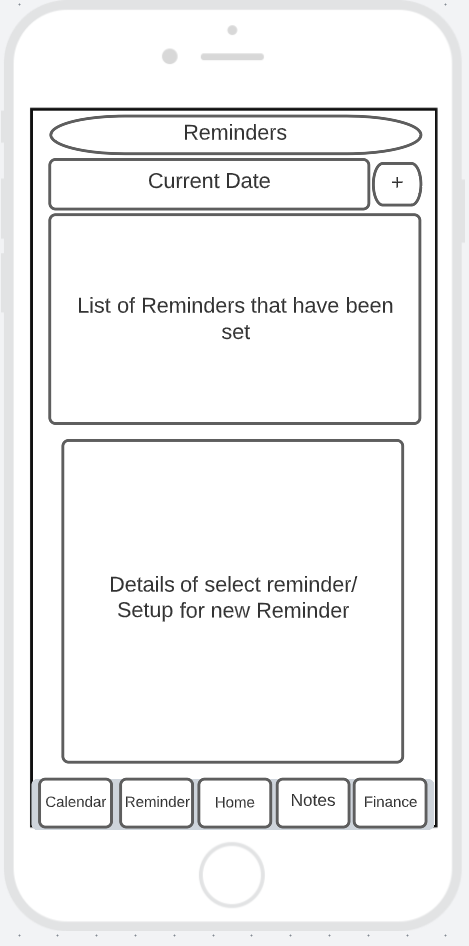 Reminders
Current Date
+
List of Reminders that have been
set
Details of select reminder/
Setup for new Reminder
Calendar
Reminder
Home
Notes
Finance